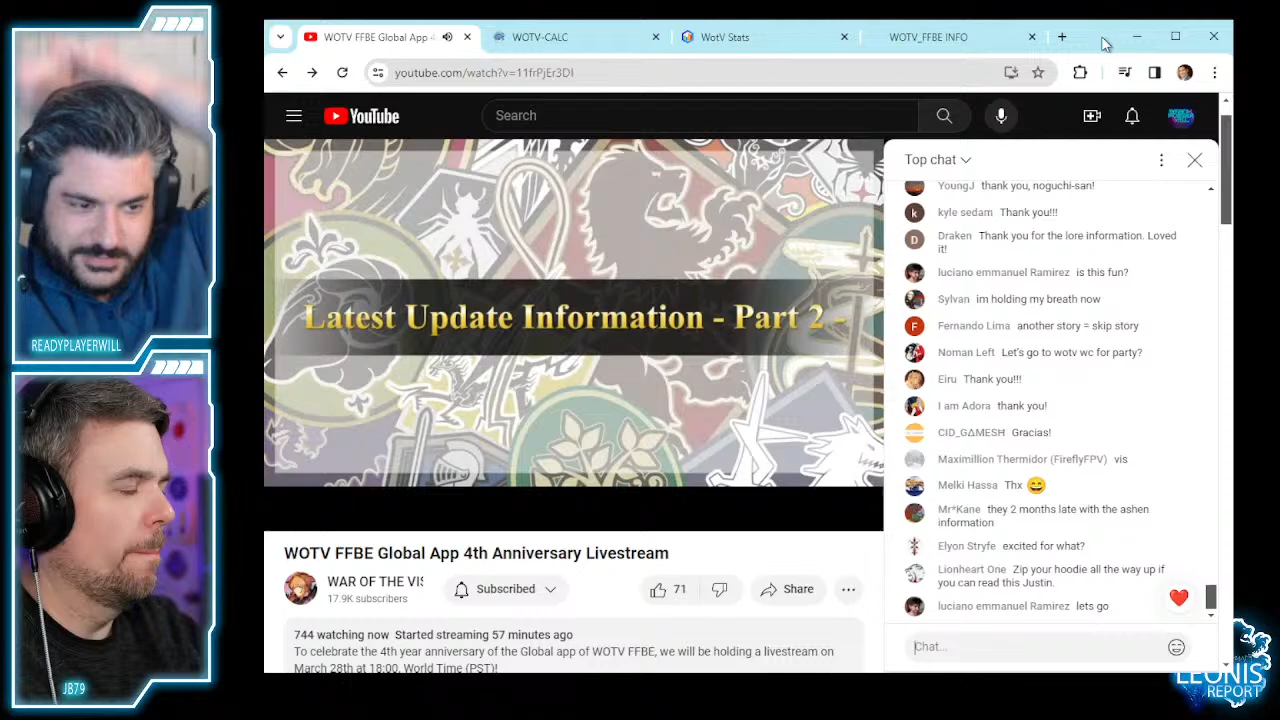 WOTV FFBE Global App 4
WOTV-CALC
WotV Stats
WOTV_FFBE INFO
youtube.com/watch?v=11frPjEr3DI
YouTube
Search
Latest Update Information - Part 2 -
Top chat
YoungJ thank you, noguchi-san!
kyle sedam Thank you!!!
Draken Thank you for the lore information. Loved
it!
luciano emmanuel Ramirez is this fun?
Sylvan im holding my breath now
Fernando Lima another story = skip story
Noman Left Let's go to wotv wc for party?
Eiru Thank you!!!
I am Adora thank you!
CID_GΔMESH Gracias!
Maximillion Thermidor (FireflyFPV) vis
Melki Hassa Thx
Mr*Kane they 2 months late with the ashen
information
Elyon Stryfe excited for what?
Lionheart One Zip your hoodie all the way up if
you can read this Justin.
luciano emmanuel Ramirez lets go
Chat...
WOTV FFBE Global App 4th Anniversary Livestream
WAR OF THE VIS
17.9K subscribers
Subscribed
71
Share
744 watching now Started streaming 57 minutes ago
To celebrate the 4th year anniversary of the Global app of WOTV FFBE, we will be holding a livestream on
March 28th at 18:00, World Time (PST)!
READYPLAYERWILL
JB79
LEONIS
REPORT